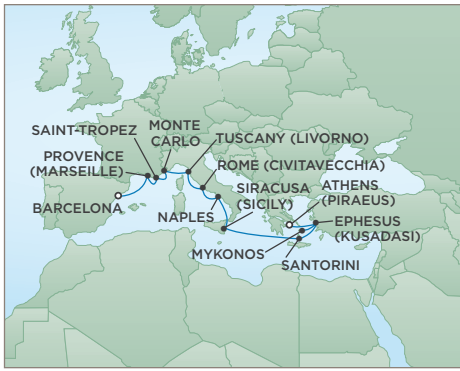 SAINT-TROPEZ
MONTE
CARLO
TUSCANY (LIVORNO)
PROVENCE
(MARSEILLE)
ROME (CIVITAVECCHIA)
SIRACUSA
(SICILY)
ATHENS
(PIRAEUS)
BARCELONA
NAPLES
EPHESUS
(KUSADASI)
MYKONOS
SANTORINI